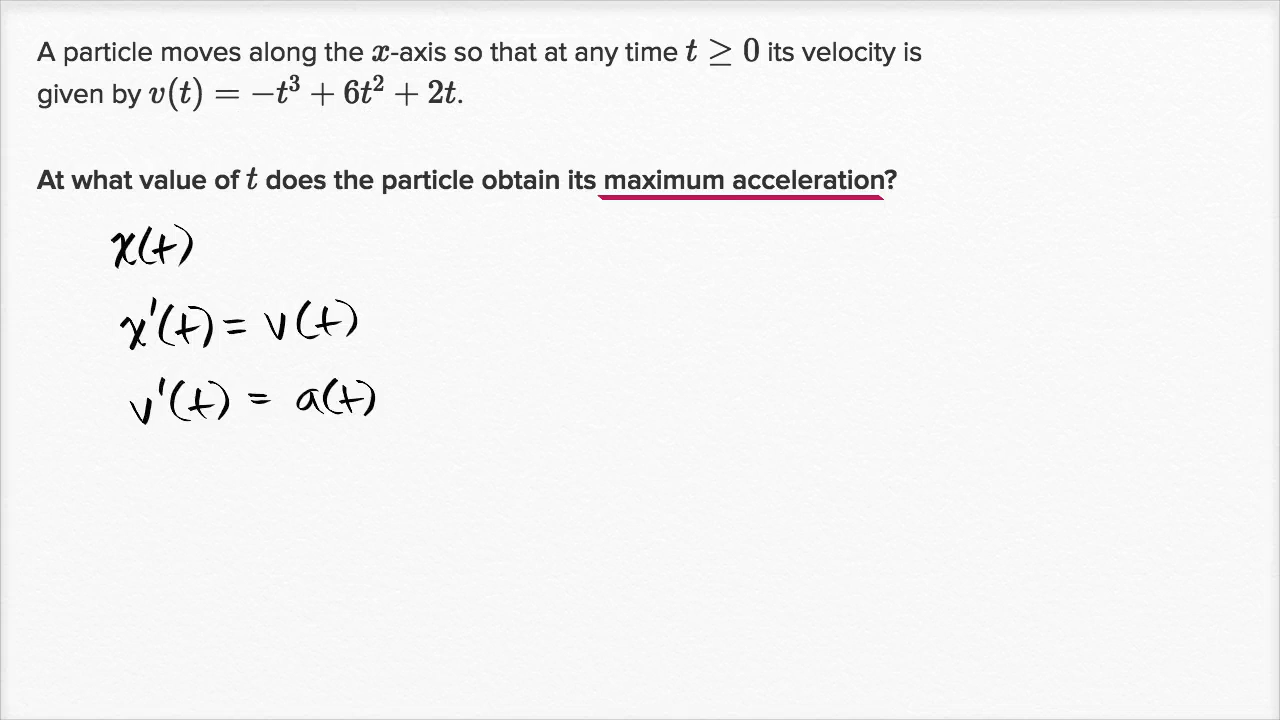 A particle moves along the x-axis so that at any time t ≥ 0 its velocity is
given by v(t) = −t³ + 6t² + 2t.
At what value of t does the particle obtain its maximum acceleration?
x(t)
x'(t) = v(t)
v'(t) = a(t)